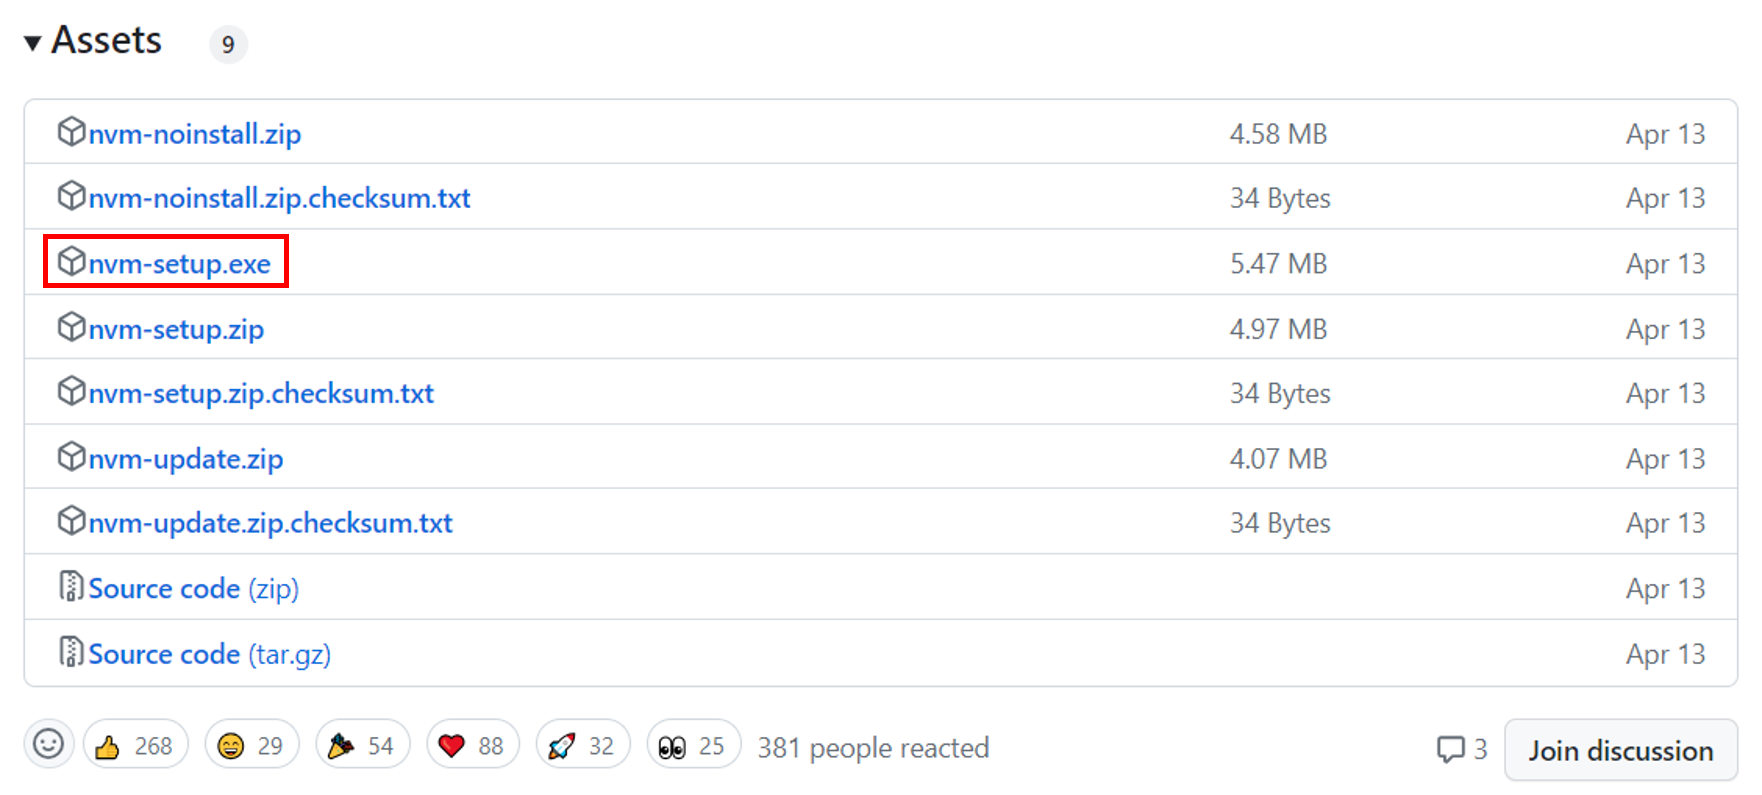 Assets 9
nvm-noinstall.zip 4.58 MB Apr 13
nvm-noinstall.zip.checksum.txt 34 Bytes Apr 13
nvm-setup.exe 5.47 MB Apr 13
nvm-setup.zip 4.97 MB Apr 13
nvm-setup.zip.checksum.txt 34 Bytes Apr 13
nvm-update.zip 4.07 MB Apr 13
nvm-update.zip.checksum.txt 34 Bytes Apr 13
Source code (zip) Apr 13
Source code (tar.gz) Apr 13
268 29 54 88 32 25 381 people reacted 3 Join discussion